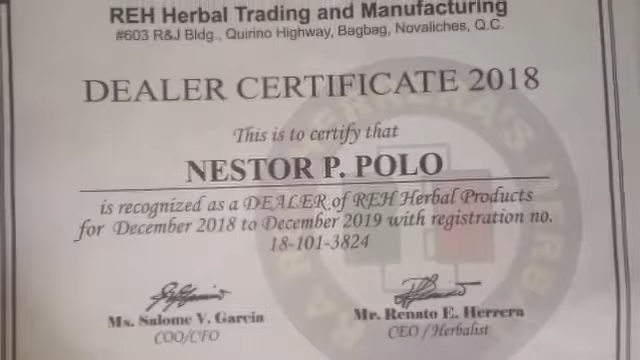 REH Herbal Trading and Manufacturing
#603 R&J Bldg., Quirino Highway, Bagbag, Novaliches, Q.C.
DEALER CERTIFICATE 2018
This is to certify that
NESTOR P. POLO
is recognized as a DEALER of REH Herbal Products
for December 2018 to December 2019 with registration no.
18-101-3824
Ms. Salome V. Garcia
COO/CFO
Mr. Renato E. Herrera
CEO / Herbalist